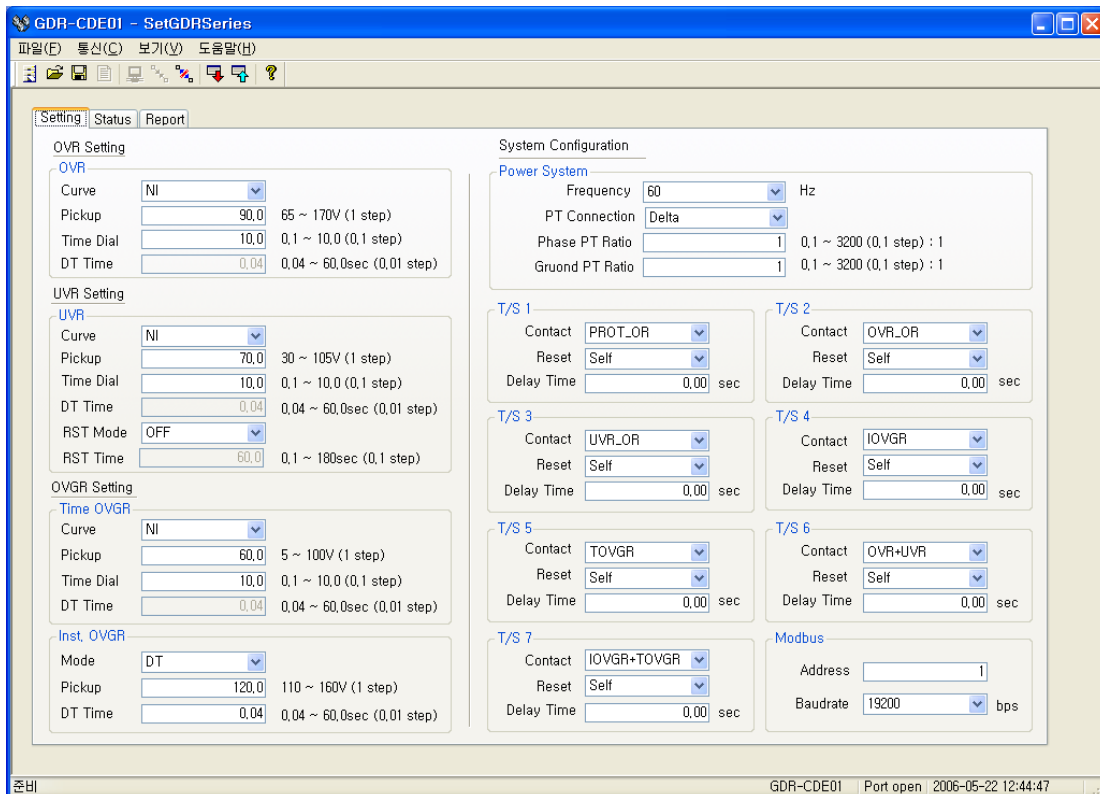 GDR-CDE01 - SetGDRSeries
파일(F) 통신(C) 보기(V) 도움말(H)
Setting Status Report
OVR Setting
OVR
Curve NI
Pickup 90,0 65 ~ 170V (1 step)
Time Dial 10,0 0,1 ~ 10,0 (0,1 step)
DT Time 0,04 0,04 ~ 60,0sec (0,01 step)
UVR Setting
UVR
Curve NI
Pickup 70,0 30 ~ 105V (1 step)
Time Dial 10,0 0,1 ~ 10,0 (0,1 step)
DT Time 0,04 0,04 ~ 60,0sec (0,01 step)
RST Mode OFF
RST Time 60,0 0,1 ~ 180sec (0,1 step)
OVGR Setting
Time OVGR
Curve NI
Pickup 60,0 5 ~ 100V (1 step)
Time Dial 10,0 0,1 ~ 10,0 (0,1 step)
DT Time 0,04 0,04 ~ 60,0sec (0,01 step)
Inst, OVGR
Mode DT
Pickup 120,0 110 ~ 160V (1 step)
DT Time 0,04 0,04 ~ 60,0sec (0,01 step)
System Configuration
Power System
Frequency 60 Hz
PT Connection Delta
Phase PT Ratio 1 0,1 ~ 3200 (0,1 step) : 1
Gruond PT Ratio 1 0,1 ~ 3200 (0,1 step) : 1
T/S 1
Contact PROT_OR
Reset Self
Delay Time 0,00 sec
T/S 2
Contact OVR_OR
Reset Self
Delay Time 0,00 sec
T/S 3
Contact UVR_OR
Reset Self
Delay Time 0,00 sec
T/S 4
Contact IOVGR
Reset Self
Delay Time 0,00 sec
T/S 5
Contact TOVGR
Reset Self
Delay Time 0,00 sec
T/S 6
Contact OVR+UVR
Reset Self
Delay Time 0,00 sec
T/S 7
Contact IOVGR+TOVGR
Reset Self
Delay Time 0,00 sec
Modbus
Address 1
Baudrate 19200 bps
준비 GDR-CDE01 Port open 2006-05-22 12:44:47